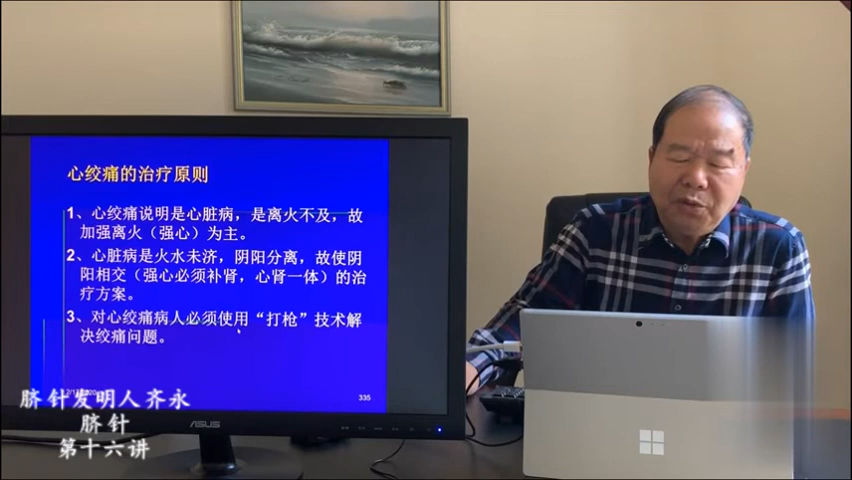 心绞痛的治疗原则
1、心绞痛说明是心脏病，是离火不及，故
加强离火（强心）为主。
2、心脏病是火水未济，阴阳分离，故使阴
阳相交（强心必须补肾，心肾一体）的治
疗方案。
3、对心绞痛病人必须使用“打枪”技术解
决绞痛问题。
335
ASUS
脐针发明人齐永
脐针
第十六讲